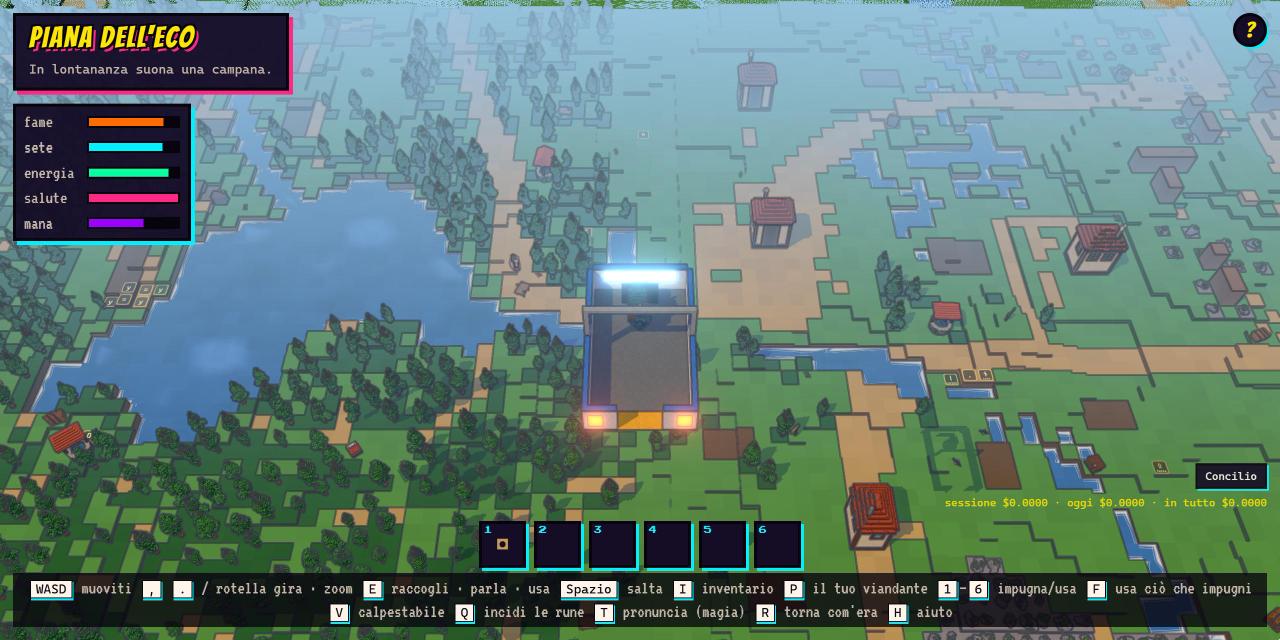 PIANA DELL'ECO
In lontananza suona una campana.
?
fame
sete
energia
salute
mana
Concilio
sessione $0.0000 · oggi $0.0000 · in tutto $0.0000
1 2 3 4 5 6
WASD muoviti , . / rotella gira · zoom E raccogli · parla · usa Spazio salta I inventario P il tuo viandante 1–6 impugna/usa F usa ciò che impugni
V calpestabile Q incidi le rune T pronuncia (magia) R torna com'era H aiuto